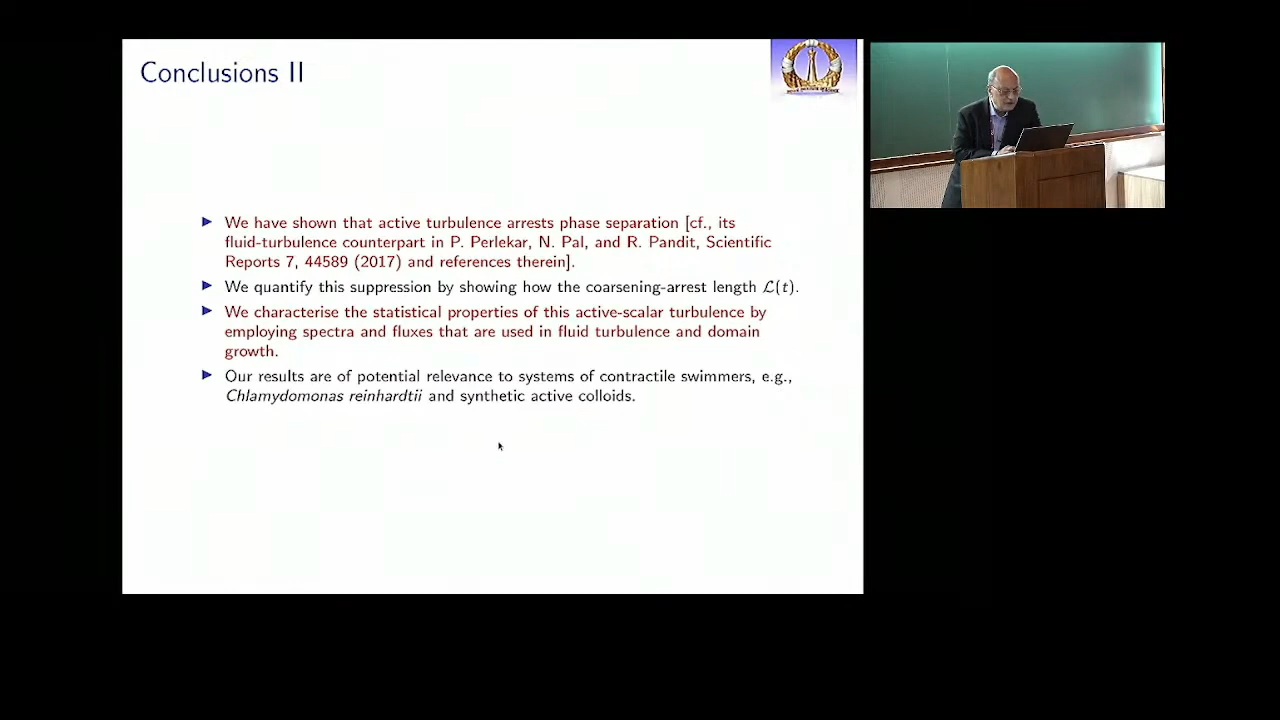 Conclusions II
▶ We have shown that active turbulence arrests phase separation [cf., its
fluid-turbulence counterpart in P. Perlekar, N. Pal, and R. Pandit, Scientific
Reports 7, 44589 (2017) and references therein].
▶ We quantify this suppression by showing how the coarsening-arrest length ℒ(t).
▶ We characterise the statistical properties of this active-scalar turbulence by
employing spectra and fluxes that are used in fluid turbulence and domain
growth.
▶ Our results are of potential relevance to systems of contractile swimmers, e.g.,
Chlamydomonas reinhardtii and synthetic active colloids.